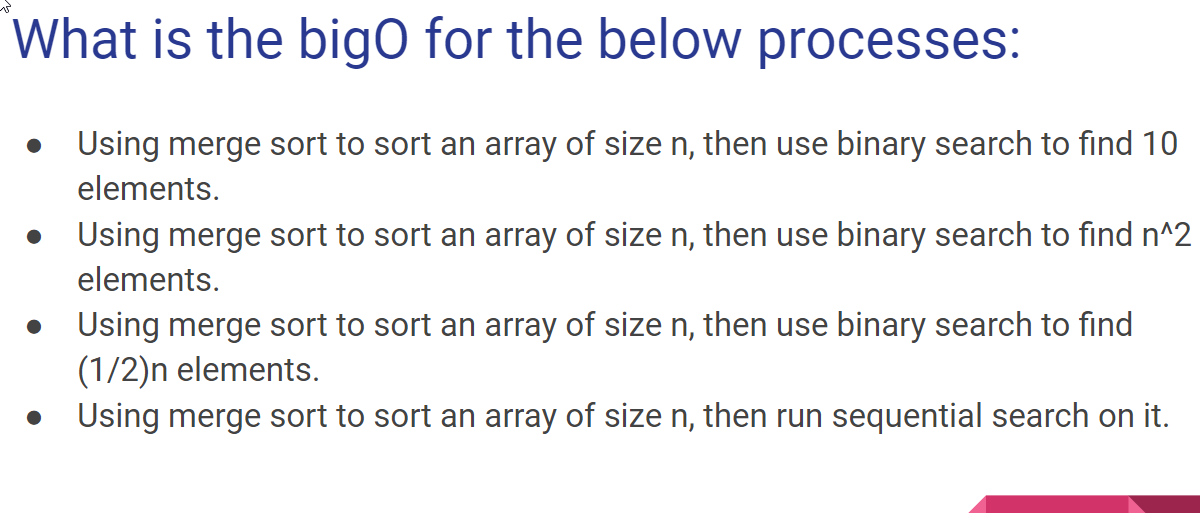 What is the bigO for the below processes:
● Using merge sort to sort an array of size n, then use binary search to find 10
elements.
● Using merge sort to sort an array of size n, then use binary search to find n^2
elements.
● Using merge sort to sort an array of size n, then use binary search to find
(1/2)n elements.
● Using merge sort to sort an array of size n, then run sequential search on it.